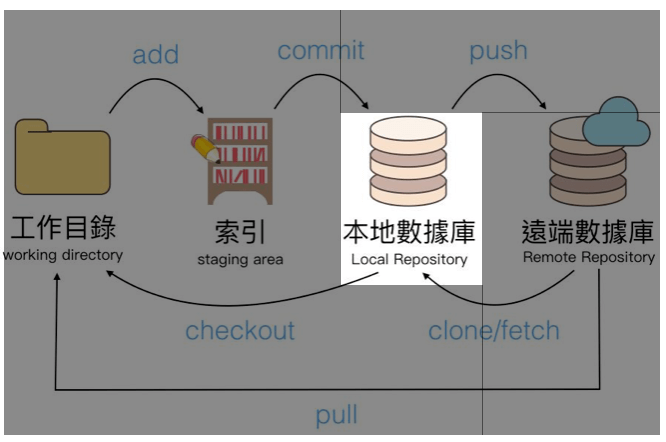 add
commit
push
工作目錄
working directory
索引
staging area
本地數據庫
Local Repository
遠端數據庫
Remote Repository
checkout
clone/fetch
pull